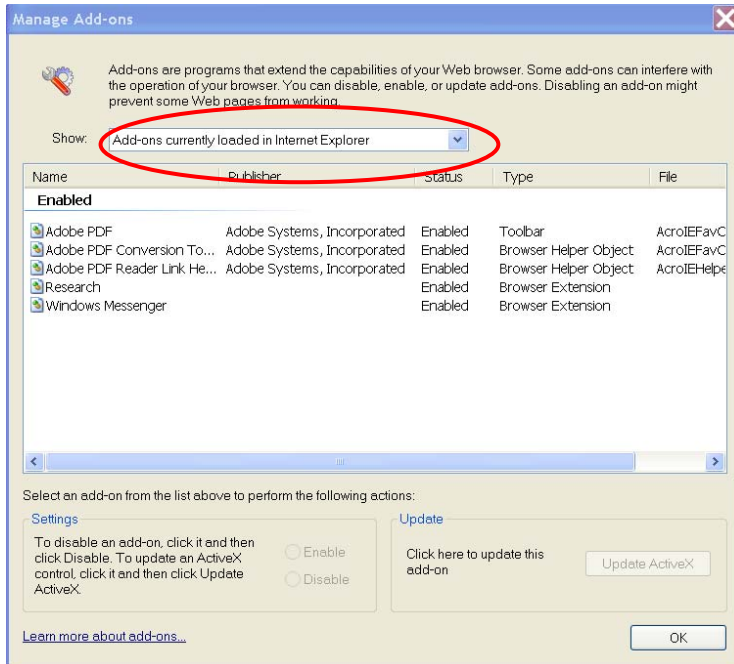 Manage Add-ons
Add-ons are programs that extend the capabilities of your Web browser. Some add-ons can interfere with
the operation of your browser. You can disable, enable, or update add-ons. Disabling an add-on might
prevent some Web pages from working.
Show: Add-ons currently loaded in Internet Explorer
Name Publisher Status Type File
Enabled
Adobe PDF Adobe Systems, Incorporated Enabled Toolbar AcroIEFavC
Adobe PDF Conversion To... Adobe Systems, Incorporated Enabled Browser Helper Object AcroIEFavC
Adobe PDF Reader Link He... Adobe Systems, Incorporated Enabled Browser Helper Object AcroIEHelpe
Research Enabled Browser Extension
Windows Messenger Enabled Browser Extension
Select an add-on from the list above to perform the following actions:
Settings
To disable an add-on, click it and then
click Disable. To update an ActiveX
control, click it and then click Update
ActiveX.
Enable
Disable
Update
Click here to update this
add-on
Update ActiveX
Learn more about add-ons...
OK